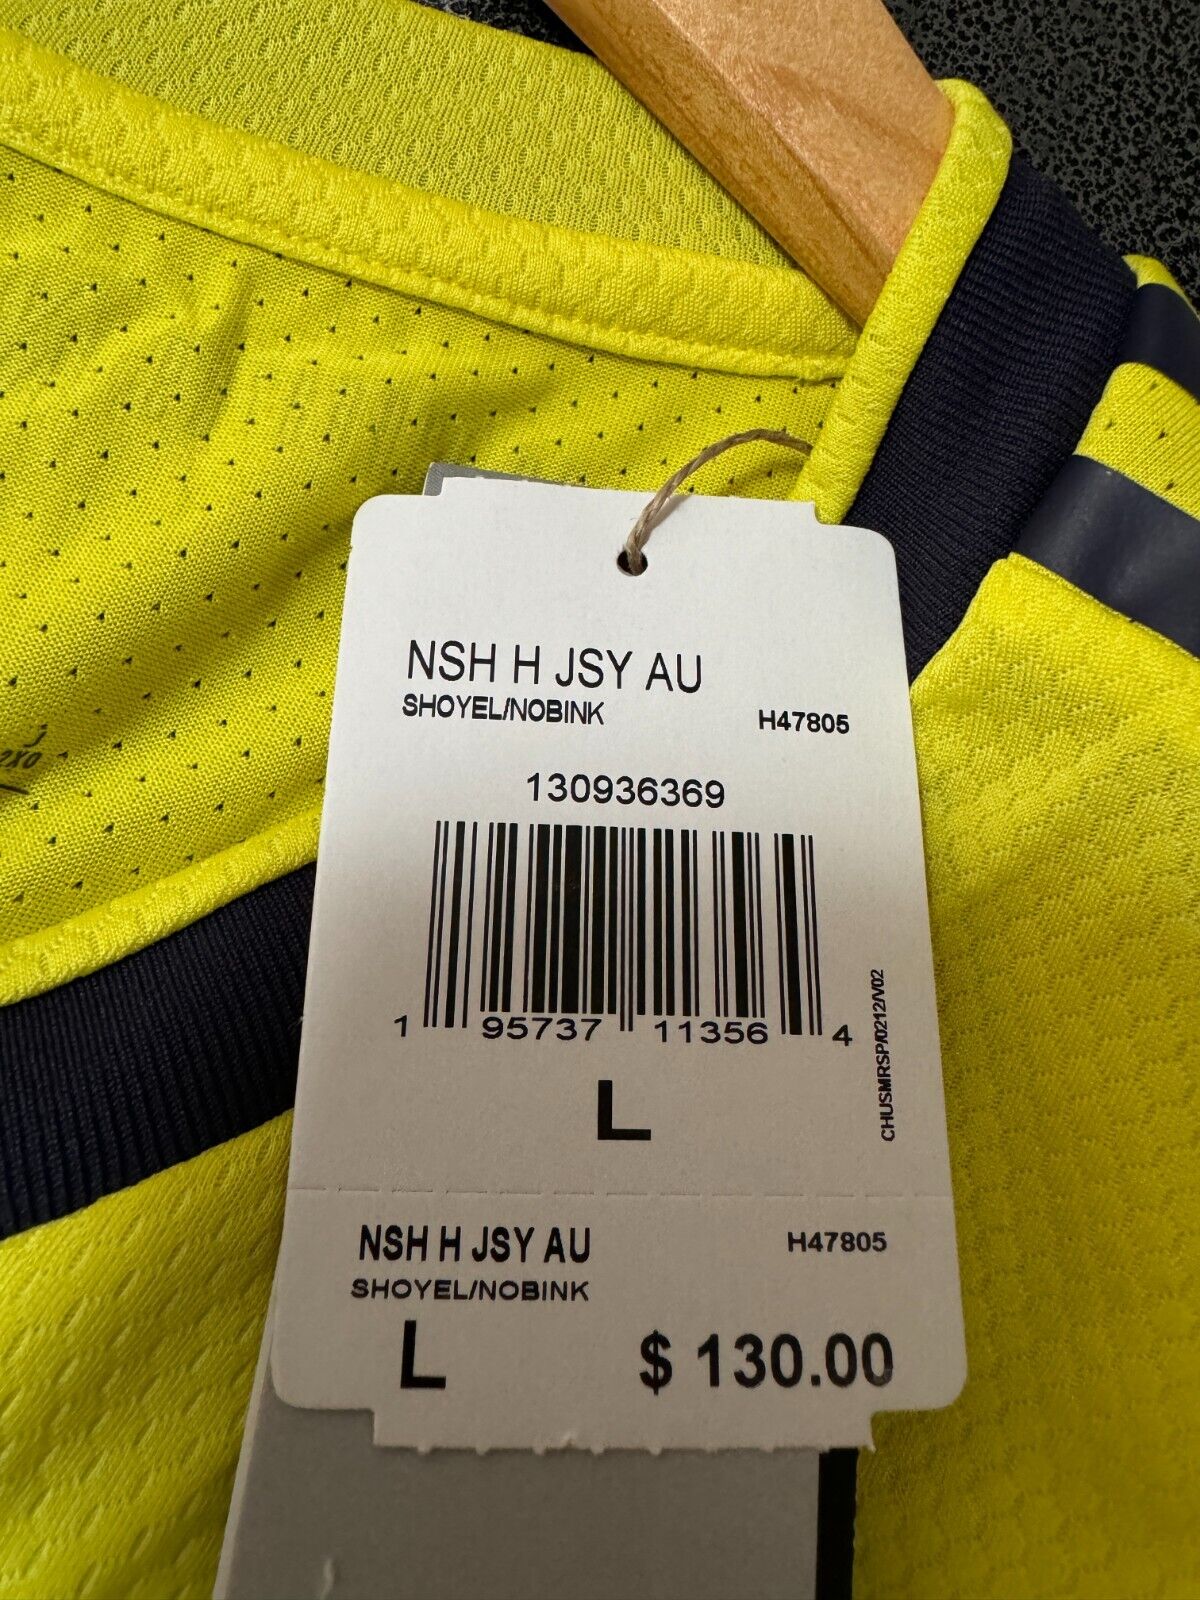 NSH H JSY AU
SHOYEL/NOBINK H47805
130936369
1 95737 11356 4
CHUSMRSP/0212/V02
L
NSH H JSY AU H47805
SHOYEL/NOBINK
L $ 130.00